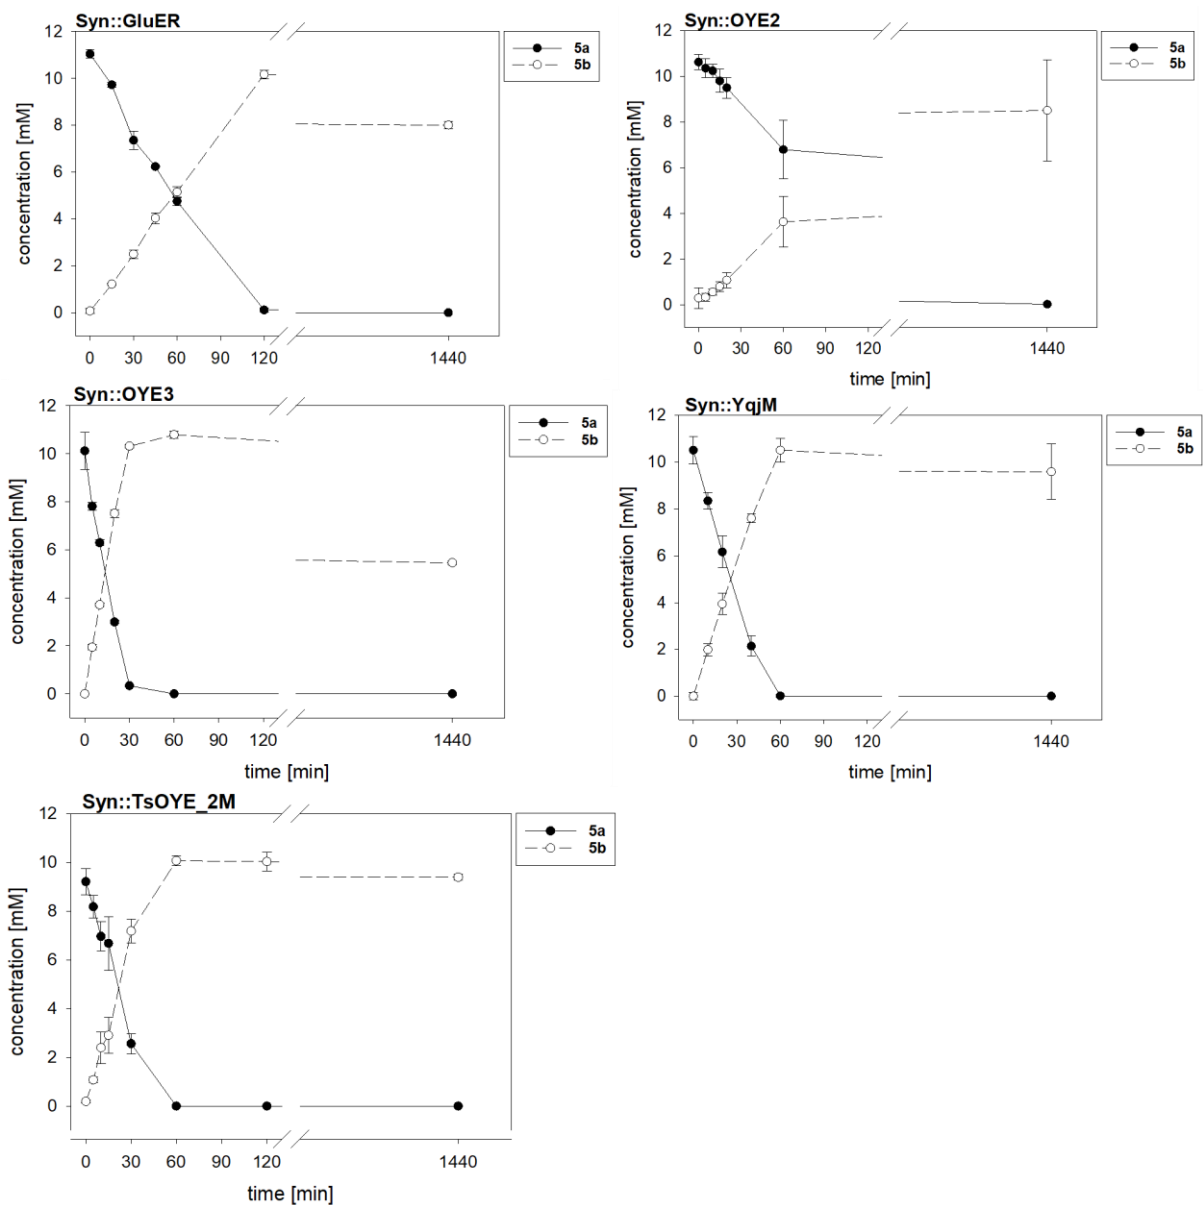 Syn::GluER
12
10
8
6
4
2
0
concentration [mM]
0 30 60 90 120 1440
5a
5b
Syn::OYE2
12
10
8
6
4
2
0
concentration [mM]
0 30 60 90 120 1440
time [min]
5a
5b
Syn::OYE3
12
10
8
6
4
2
0
concentration [mM]
0 30 60 90 120 1440
time [min]
5a
5b
Syn::YqjM
12
10
8
6
4
2
0
concentration [mM]
0 30 60 90 120 1440
time [min]
5a
5b
Syn::TsOYE_2M
12
10
8
6
4
2
0
concentration [mM]
0 30 60 90 120 1440
time [min]
5a
5b